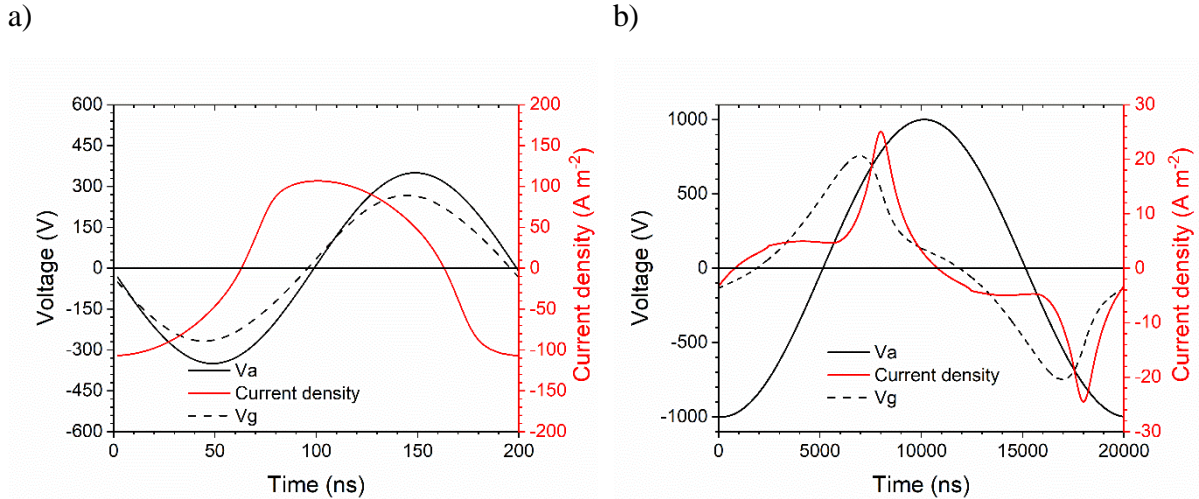 a)
b)
600
450
300
150
0
-150
-300
-450
-600
Voltage (V)
200
150
100
50
0
-50
-100
-150
-200
Current density (A m-2)
Va
Current density
Vg
0
50
100
150
200
Time (ns)
1000
500
0
-500
-1000
Voltage (V)
30
20
10
0
-10
-20
-30
Current density (A m-2)
Va
Current density
Vg
0
5000
10000
15000
20000
Time (ns)